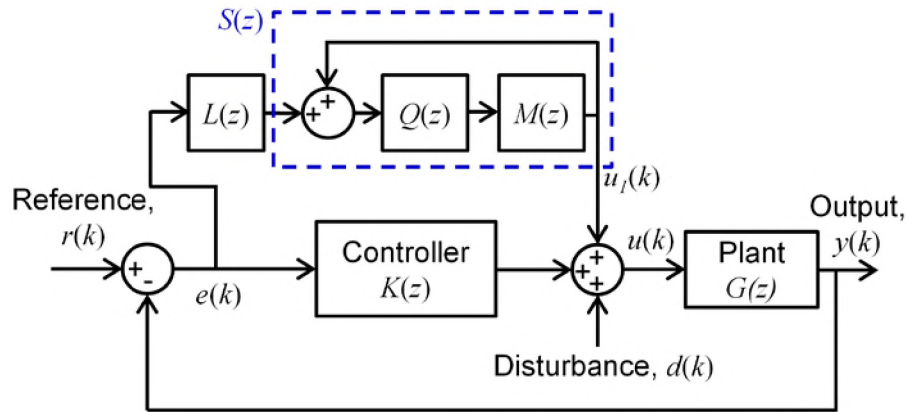 S(z)
L(z)
+
+
Q(z)
M(z)
u₁(k)
Reference,
r(k)
+
-
e(k)
Controller
K(z)
+
+
+
u(k)
Plant
G(z)
Output,
y(k)
Disturbance, d(k)